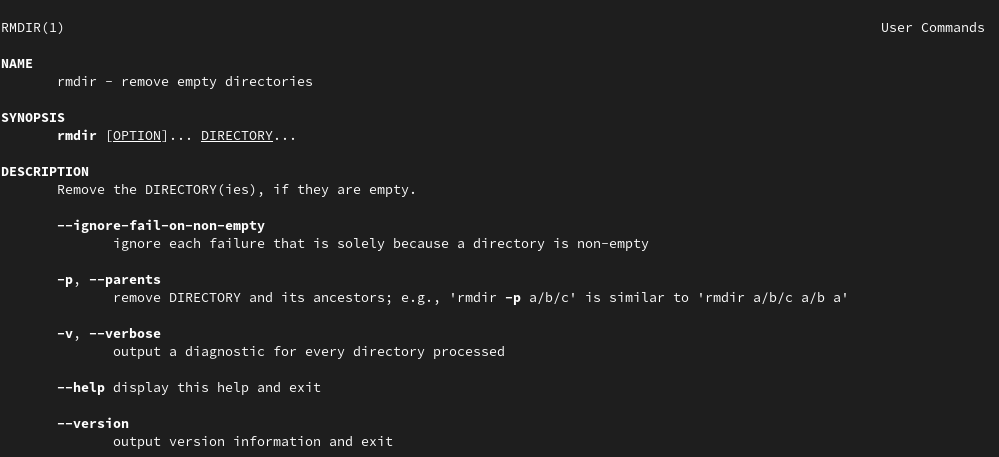 RMDIR(1) User Commands
NAME
rmdir - remove empty directories
SYNOPSIS
rmdir [OPTION]... DIRECTORY...
DESCRIPTION
Remove the DIRECTORY(ies), if they are empty.
--ignore-fail-on-non-empty
ignore each failure that is solely because a directory is non-empty
-p, --parents
remove DIRECTORY and its ancestors; e.g., 'rmdir -p a/b/c' is similar to 'rmdir a/b/c a/b a'
-v, --verbose
output a diagnostic for every directory processed
--help display this help and exit
--version
output version information and exit